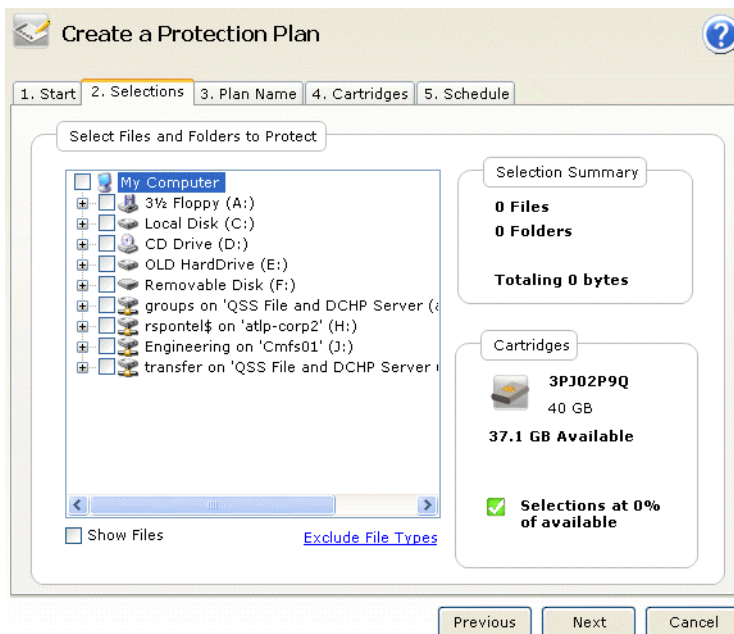 Create a Protection Plan
?
1. Start
2. Selections
3. Plan Name
4. Cartridges
5. Schedule
Select Files and Folders to Protect
My Computer
3½ Floppy (A:)
Local Disk (C:)
CD Drive (D:)
OLD HardDrive (E:)
Removable Disk (F:)
groups on 'QSS File and DCHP Server (
rspontel$ on 'atlp-corp2' (H:)
Engineering on 'Cmfs01' (J:)
transfer on 'QSS File and DCHP Server
Show Files
Exclude File Types
Selection Summary
0 Files
0 Folders
Totaling 0 bytes
Cartridges
3PJ02P9Q
40 GB
37.1 GB Available
Selections at 0%
of available
Previous
Next
Cancel